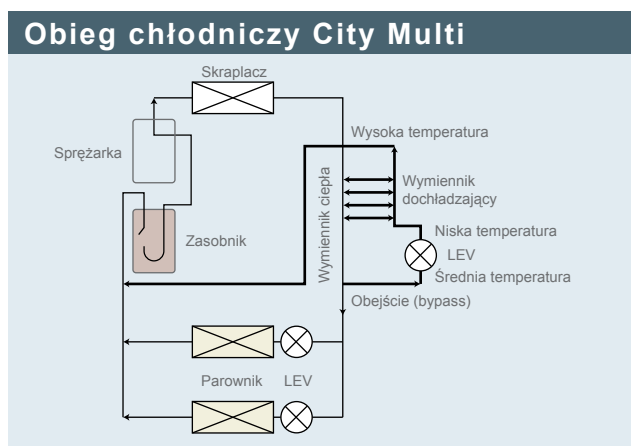 Obieg chłodniczy City Multi
Skraplacz
Wysoka temperatura
Sprężarka
Wymiennik
dochładzający
Wymiennik ciepła
Niska temperatura
Zasobnik
LEV
Średnia temperatura
Obejście (bypass)
Parownik
LEV